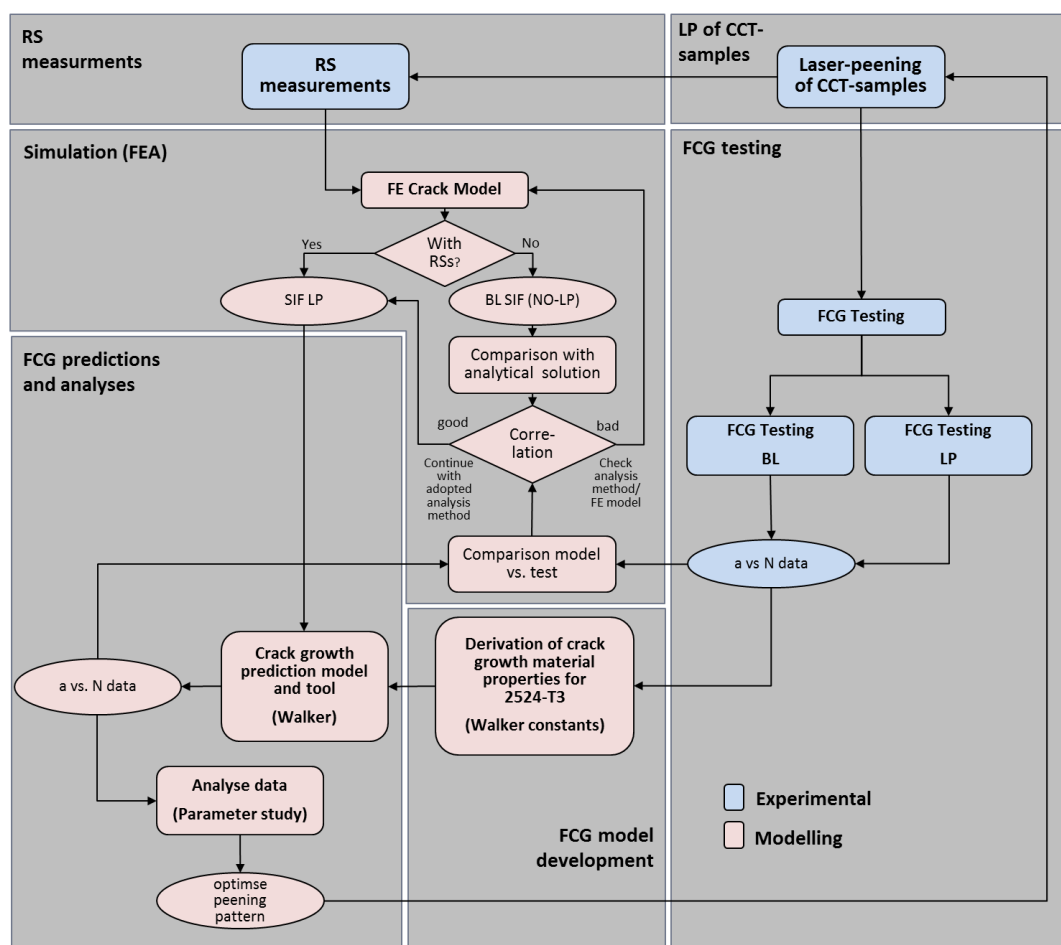 RS
measurments
RS
measurements
LP of CCT-
samples
Laser-peening
of CCT-samples
Simulation (FEA)
FE Crack Model
With
RSs?
Yes
No
SIF LP
BL SIF (NO-LP)
Comparison with
analytical solution
good
bad
Corre-
lation
Continue
with
adopted
analysis
method
Check
analysis
method/
FE model
Comparison model
vs. test
FCG testing
FCG Testing
FCG Testing
BL
FCG Testing
LP
a vs N data
FCG predictions
and analyses
Crack growth
prediction model
and tool
(Walker)
a vs. N data
Analyse data
(Parameter study)
optimse
peening
pattern
Derivation of crack
growth material
properties for
2524-T3
(Walker constants)
FCG model
development
Experimental
Modelling